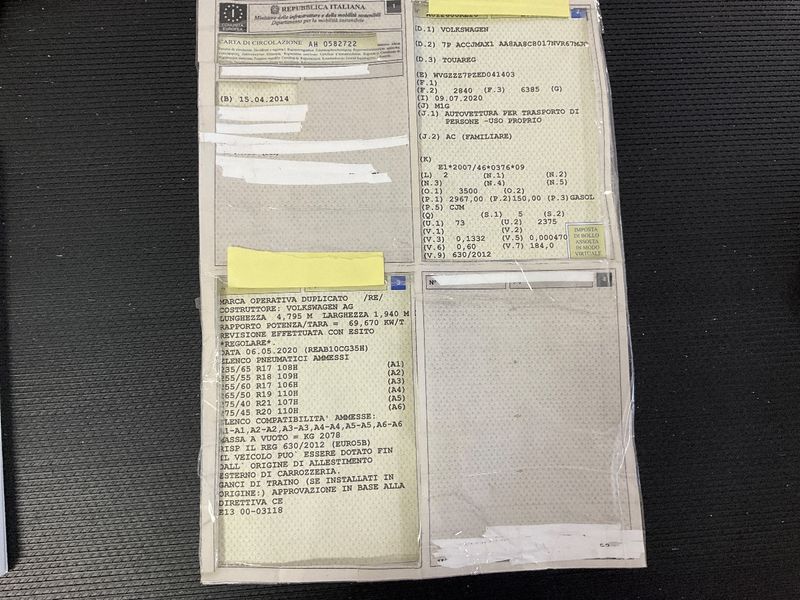 REPUBBLICA ITALIANA
Ministero delle infrastrutture e della mobilità sostenibili
Dipartimento per la mobilità sostenibile
1
CARTA DI CIRCOLAZIONE AH 0582722
(B) 15.04.2014
(D.1) VOLKSWAGEN
(D.2) 7P ACCJMAX1
(D.3) TOUAREG
(E) WVGZZZ7PZED041403
(F.1)
(F.2) 2840 (F.3) 6385 (G)
(I) 09.07.2020
(J) M1G
(J.1) AUTOVETTURA PER TRASPORTO DI
PERSONE -USO PROPRIO
(J.2) AC (FAMILIARE)
(K)
E1*2007/46*0376*09
(L) 2 (N.1) (N.2)
(N.3) (N.4) (N.5)
(O.1) 3500 (O.2)
(P.1) 2967,00 (P.2)150,00 (P.3)GASOL
(P.5) CJM
(Q) (S.1) 5 (S.2)
(U.1) 73 (U.2) 2375
(V.1) (V.2)
(V.3) 0,1332 (V.5) 0,000470
(V.6) 0,60 (V.7) 184,0
(V.9) 630/2012
IMPOSTA
DI BOLLO
ASSOLTA
IN MODO
VIRTUALE
MARCA OPERATIVA DUPLICATO /RE/
COSTRUTTORE: VOLKSWAGEN AG
LUNGHEZZA 4,795 M LARGHEZZA 1,940 M
RAPPORTO POTENZA/TARA = 69,670 KW/T
REVISIONE EFFETTUATA CON ESITO
*REGOLARE*.
DATA 06.05.2020 (REAB10CG35H)
ELENCO PNEUMATICI AMMESSI
235/65 R17 108H (A1)
255/55 R18 109H (A2)
255/60 R17 106H (A3)
265/50 R19 110H (A4)
275/40 R21 107H (A5)
275/45 R20 110H (A6)
ELENCO COMPATIBILITA' AMMESSE:
A1-A1,A2-A2,A3-A3,A4-A4,A5-A5,A6-A6
MASSA A VUOTO = KG 2078
RISP IL REG 630/2012 (EURO5B)
IL VEICOLO PUO' ESSERE DOTATO FIN
DALL' ORIGINE DI ALLESTIMENTO
ESTERNO DI CARROZZERIA.
GANCI DI TRAINO (SE INSTALLATI IN
ORIGINE:) APPROVAZIONE IN BASE ALLA
DIRETTIVA CE
E13 00-03118